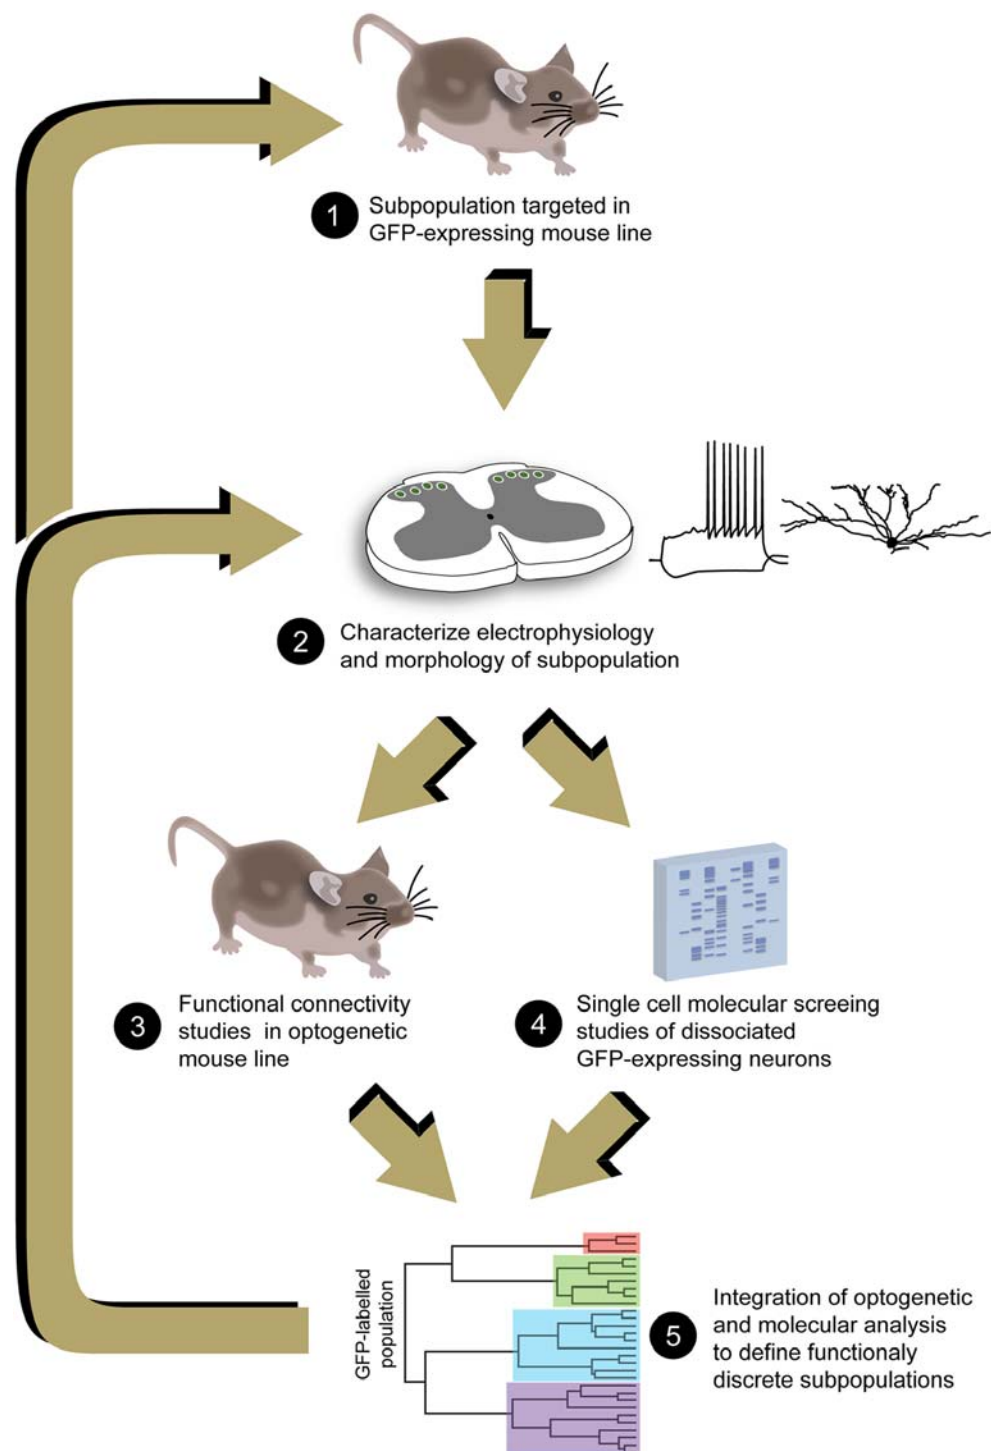 1
Subpopulation targeted in
GFP-expressing mouse line
2
Characterize electrophysiology
and morphology of subpopulation
3
Functional connectivity
studies in optogenetic
mouse line
4
Single cell molecular screeing
studies of dissociated
GFP-expressing neurons
GFP-labelled
population
5
Integration of optogenetic
and molecular analysis
to define functionaly
discrete subpopulations